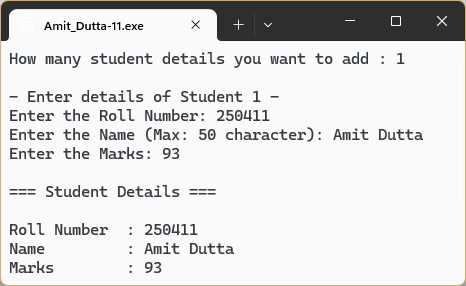 Amit_Dutta-11.exe
How many student details you want to add : 1
- Enter details of Student 1 -
Enter the Roll Number: 250411
Enter the Name (Max: 50 character): Amit Dutta
Enter the Marks: 93
=== Student Details ===
Roll Number  : 250411
Name         : Amit Dutta
Marks        : 93